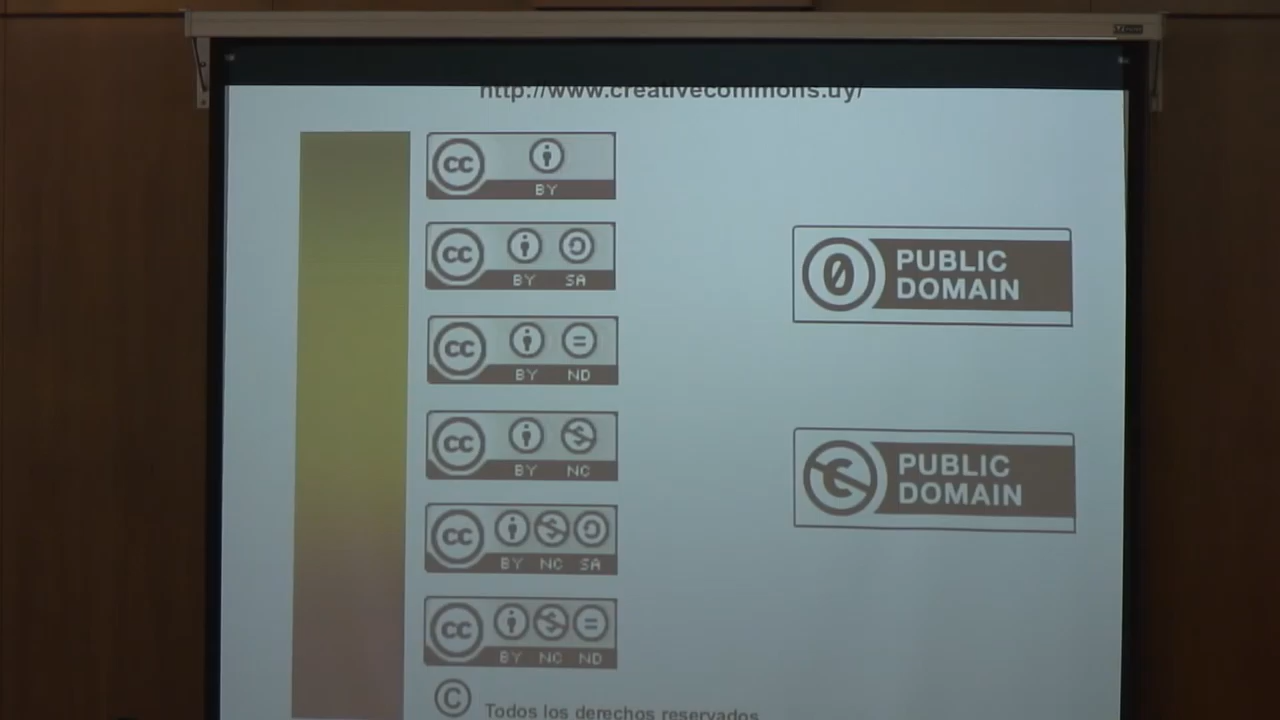 http://www.creativecommons.uy/
cc BY
cc BY SA
cc BY ND
cc BY NC
cc BY NC SA
cc BY NC ND
© Todos los derechos reservados
0 PUBLIC
DOMAIN
PUBLIC
DOMAIN